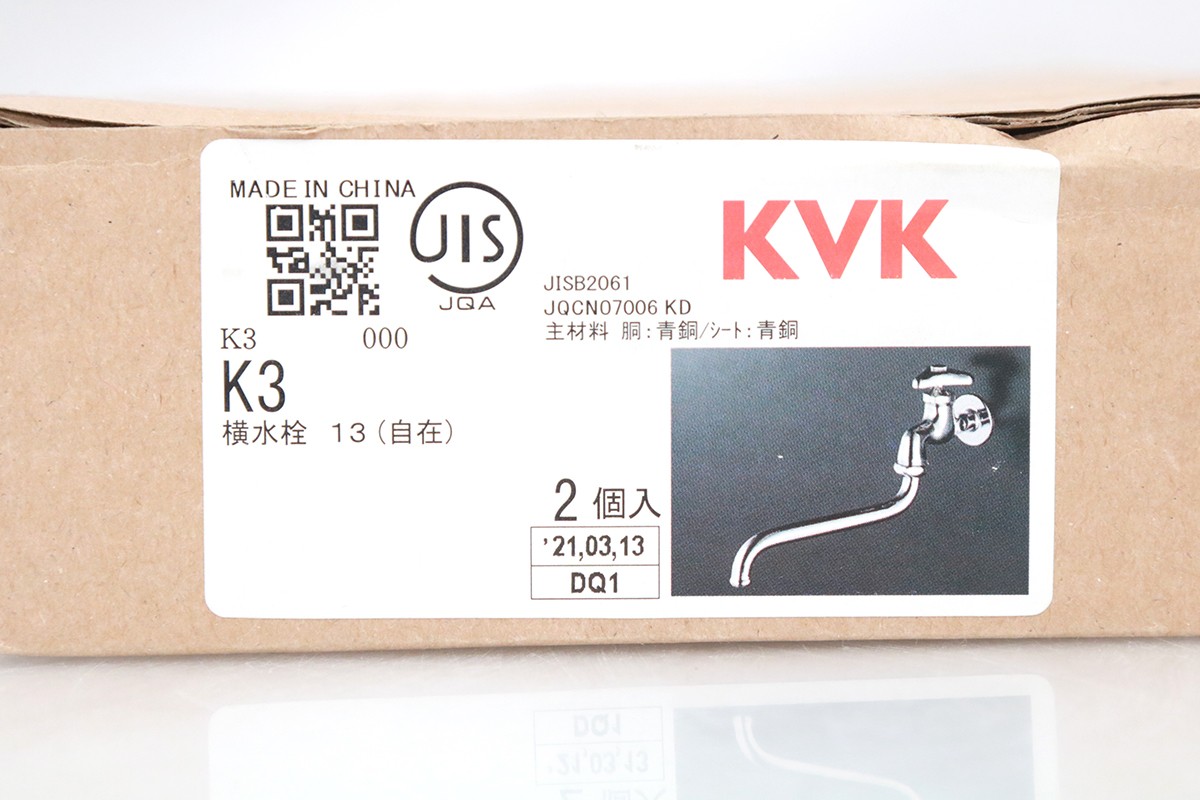 MADE IN CHINA
JIS
JQA
KVK
JISB2061
JQCN07006 KD
主材料 胴:青銅/シート:青銅
K3 000
K3
横水栓 13(自在)
2 個入
'21,03,13
DQ1